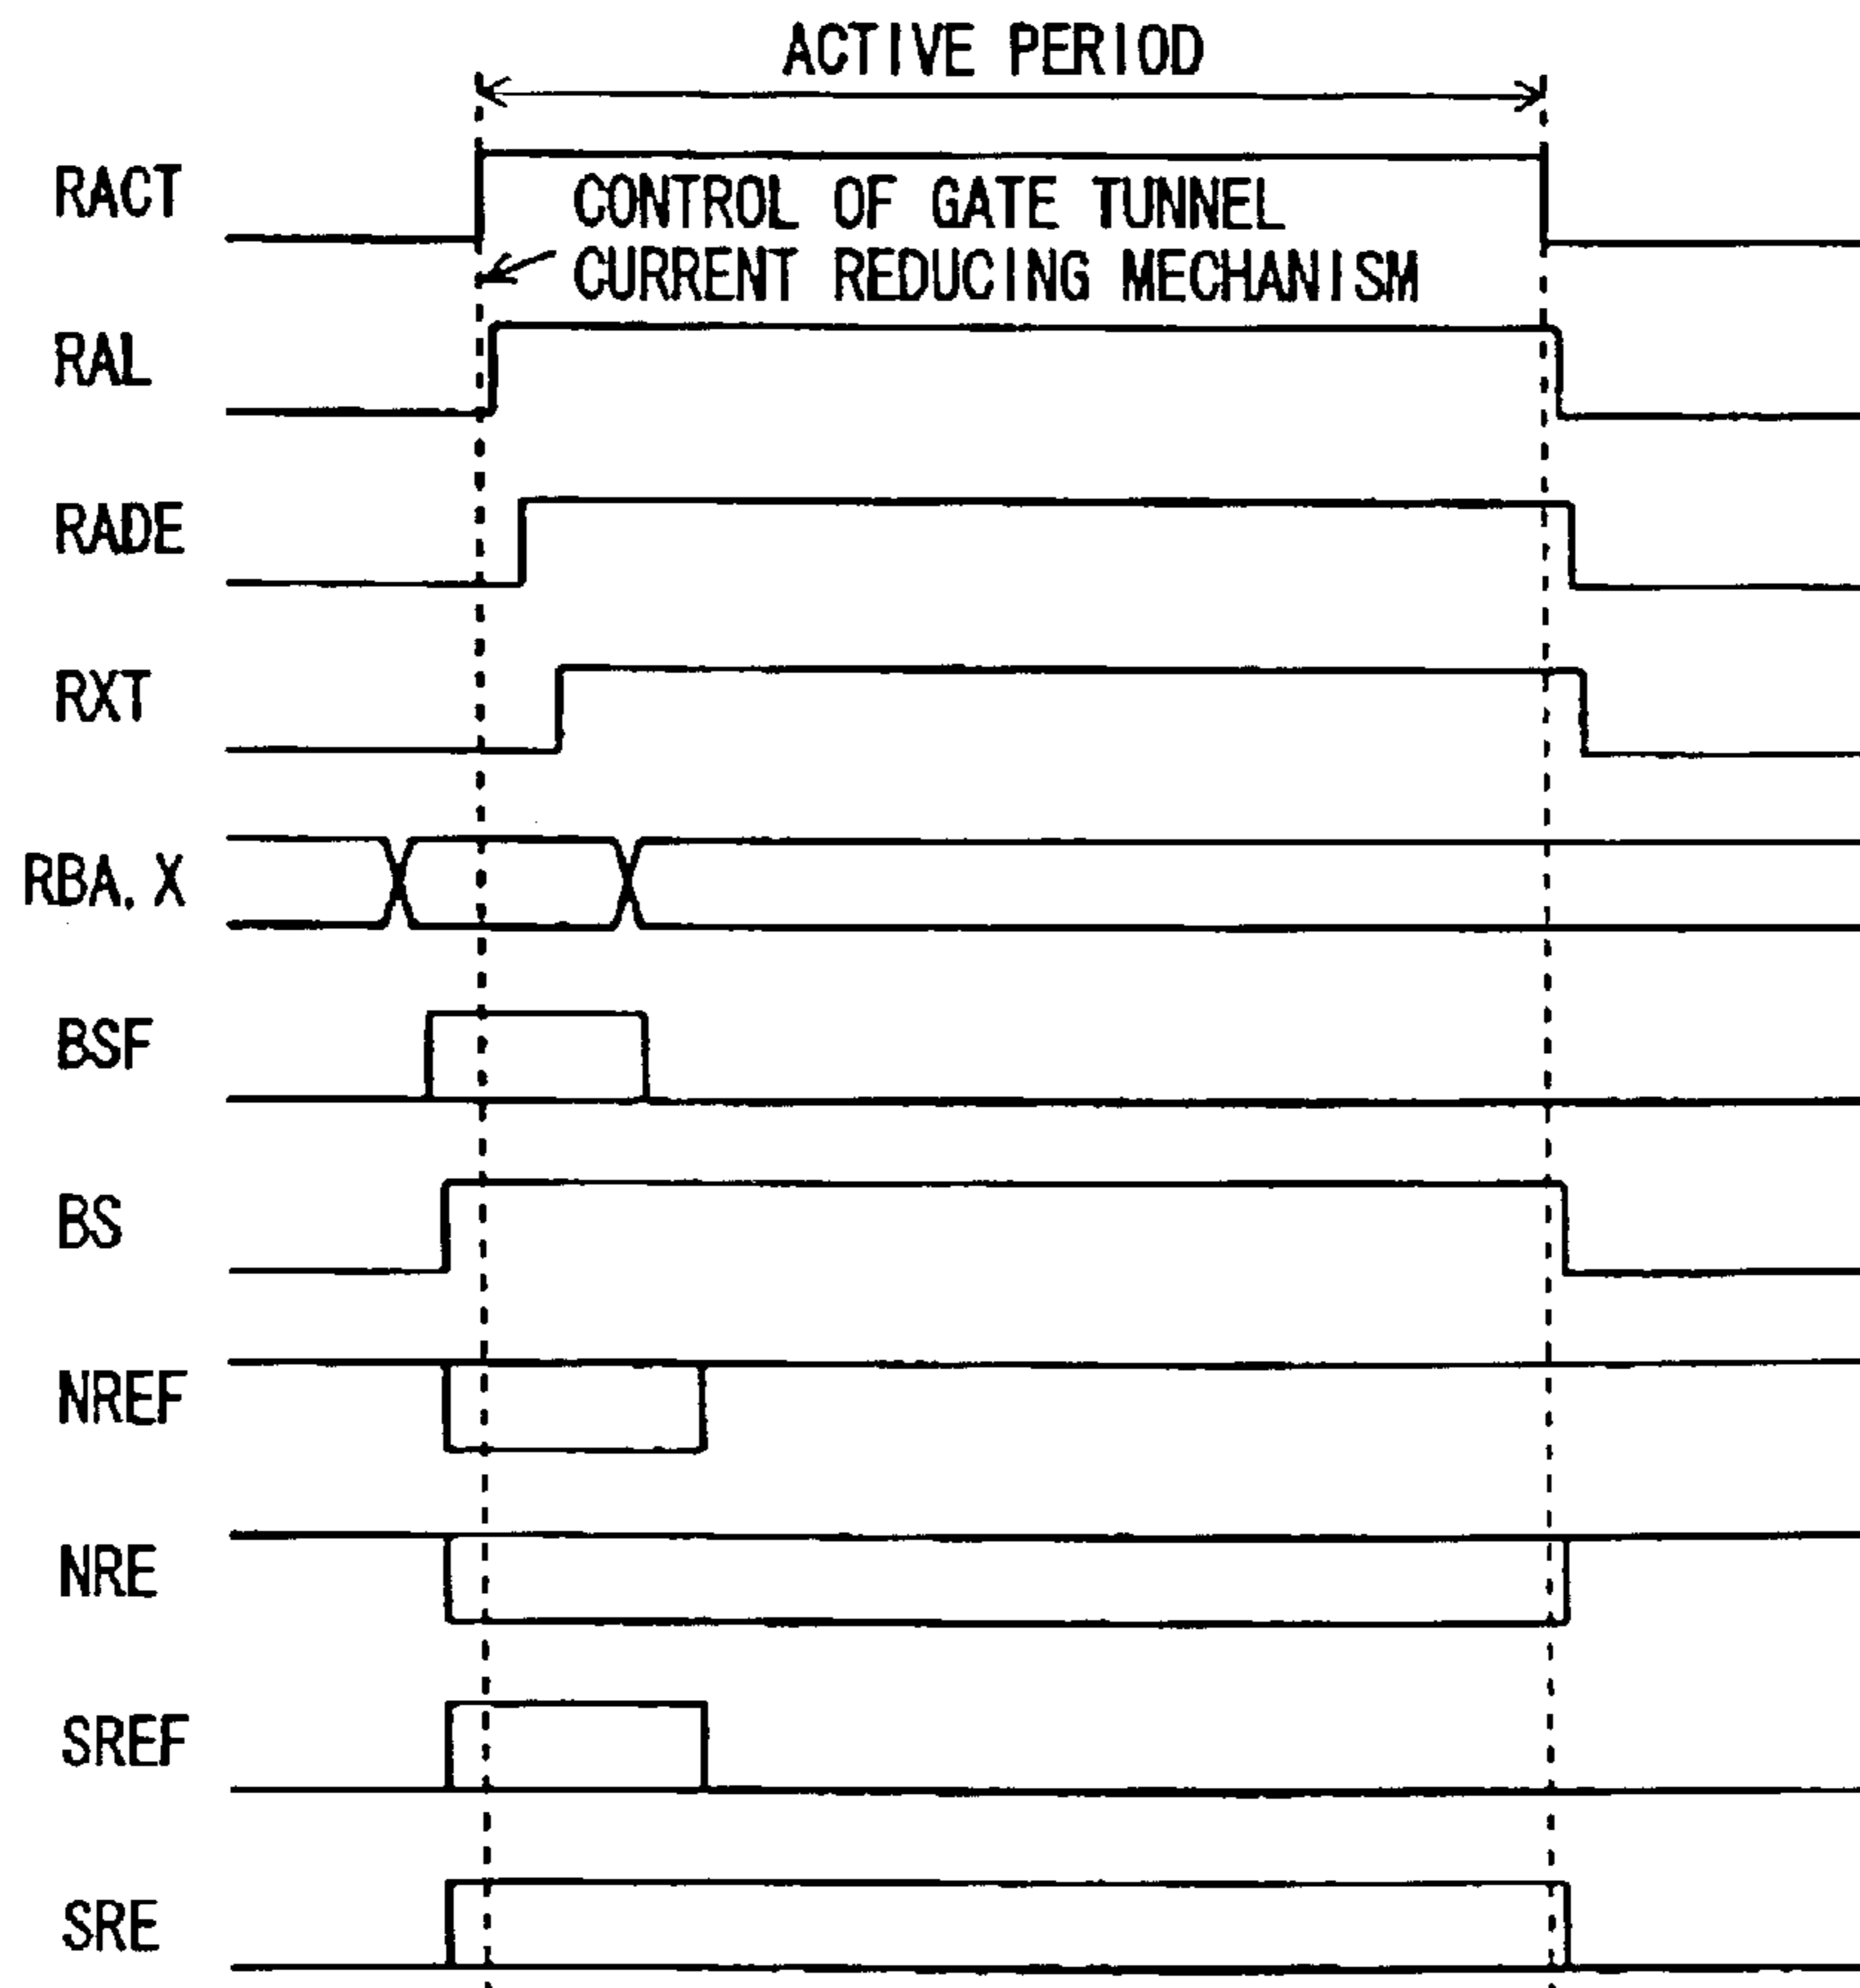 ACTIVE PERIOD
RACT
CONTROL OF GATE TUNNEL
CURRENT REDUCING MECHANISM
RAL
RADE
RXT
RBA. X
BSF
BS
NREF
NRE
SREF
SRE